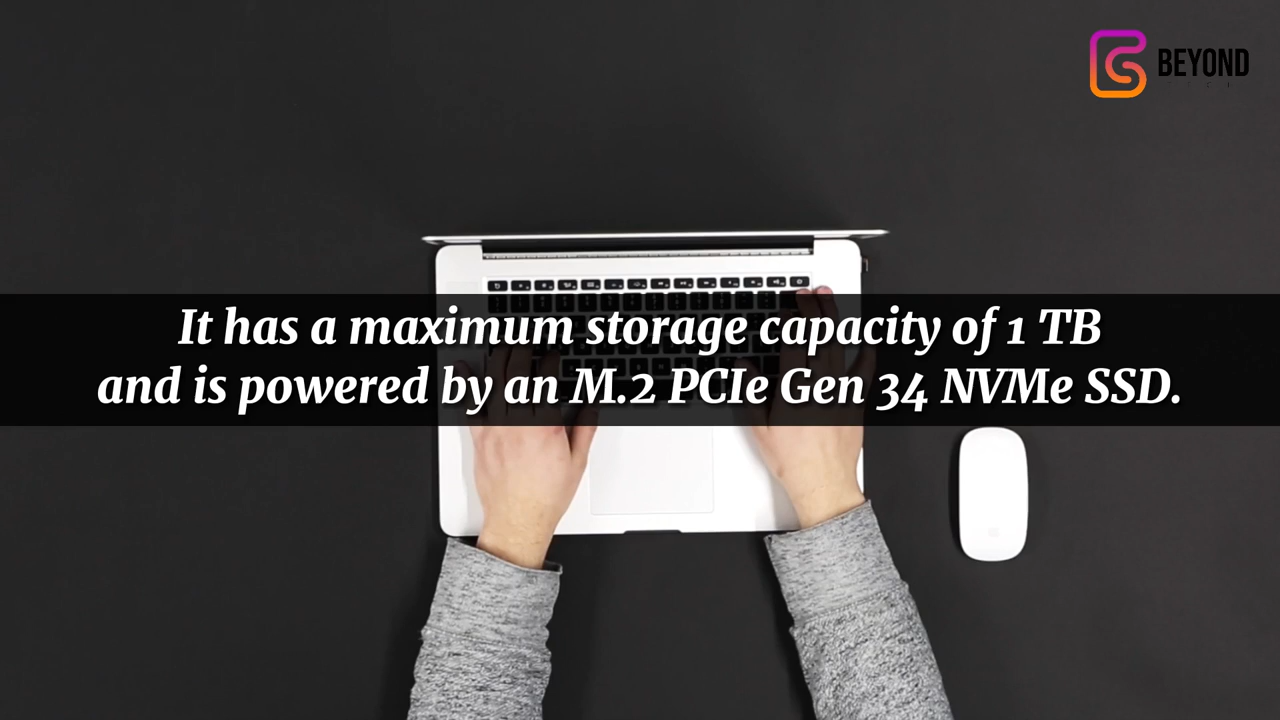 BEYOND
It has a maximum storage capacity of 1 TB
and is powered by an M.2 PCIe Gen 34 NVMe SSD.